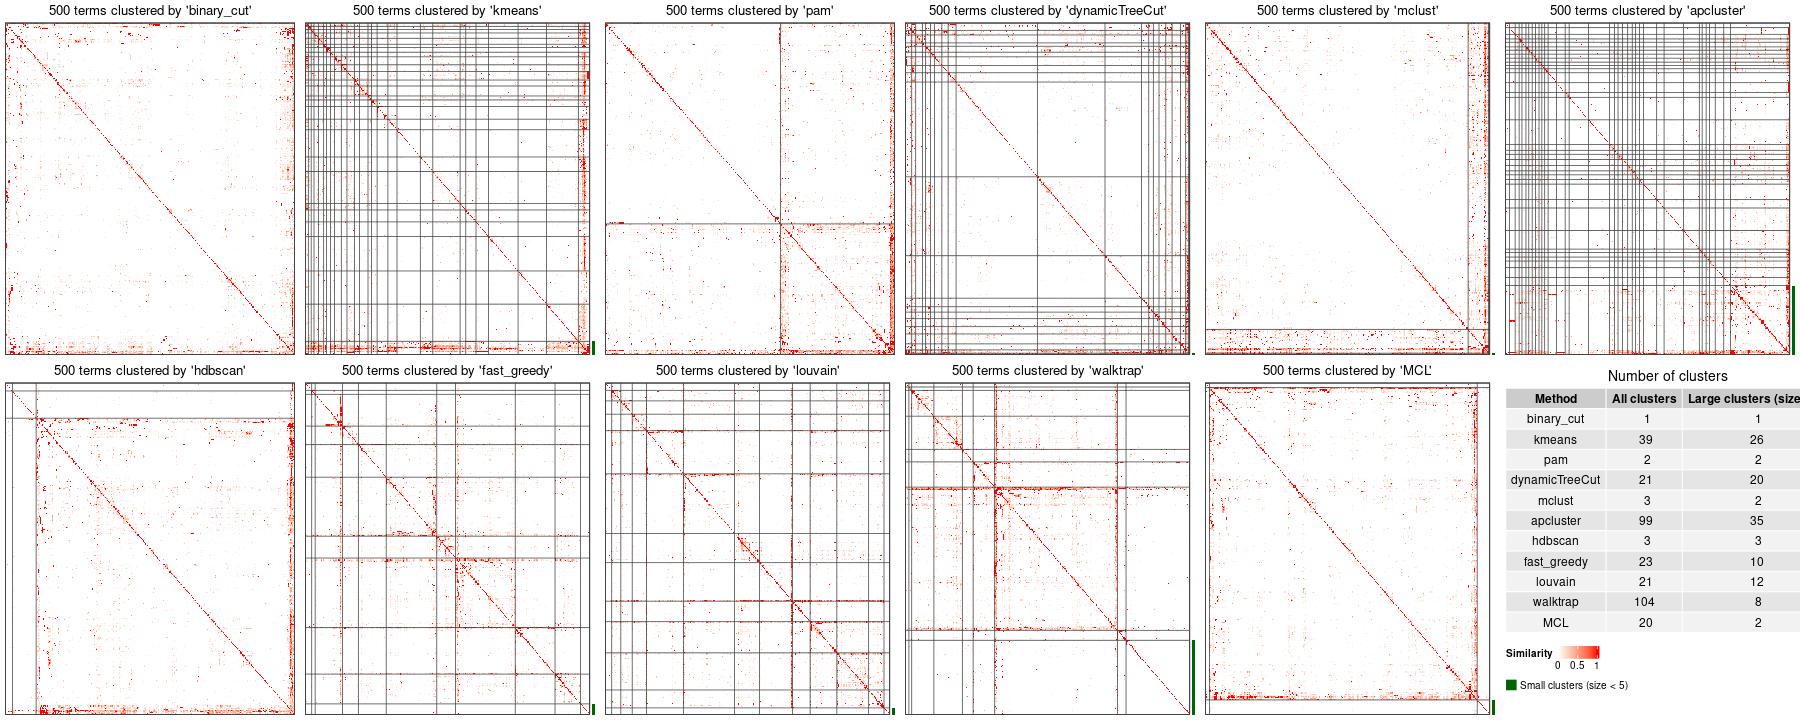 500 terms clustered by 'binary_cut'
500 terms clustered by 'kmeans'
500 terms clustered by 'pam'
500 terms clustered by 'dynamicTreeCut'
500 terms clustered by 'mclust'
500 terms clustered by 'apcluster'
500 terms clustered by 'hdbscan'
500 terms clustered by 'fast_greedy'
500 terms clustered by 'louvain'
500 terms clustered by 'walktrap'
500 terms clustered by 'MCL'
Number of clusters
Method All clusters Large clusters (size
binary_cut 1 1
kmeans 39 26
pam 2 2
dynamicTreeCut 21 20
mclust 3 2
apcluster 99 35
hdbscan 3 3
fast_greedy 23 10
louvain 21 12
walktrap 104 8
MCL 20 2
Similarity
0 0.5 1
Small clusters (size < 5)